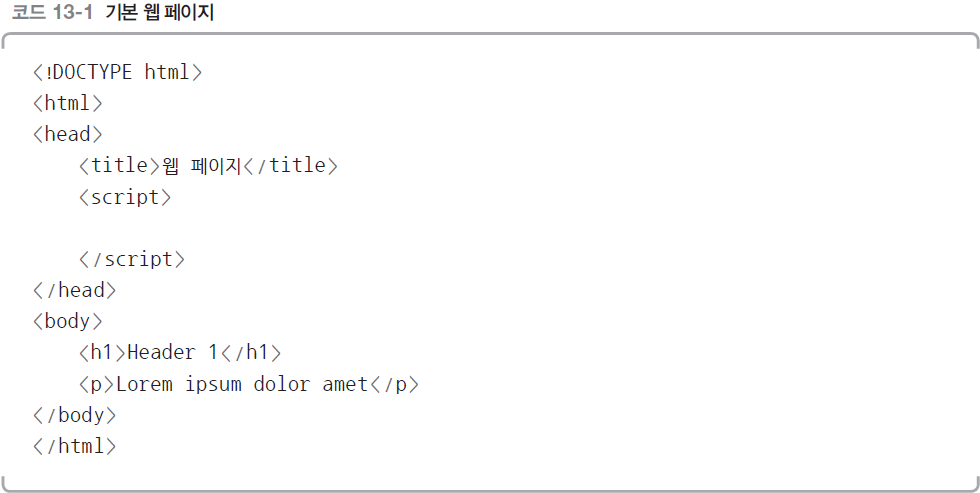 코드 13-1 기본 웹 페이지
<!DOCTYPE html>
<html>
<head>
    <title>웹 페이지</title>
    <script>

    </script>
</head>
<body>
    <h1>Header 1</h1>
    <p>Lorem ipsum dolor amet</p>
</body>
</html>